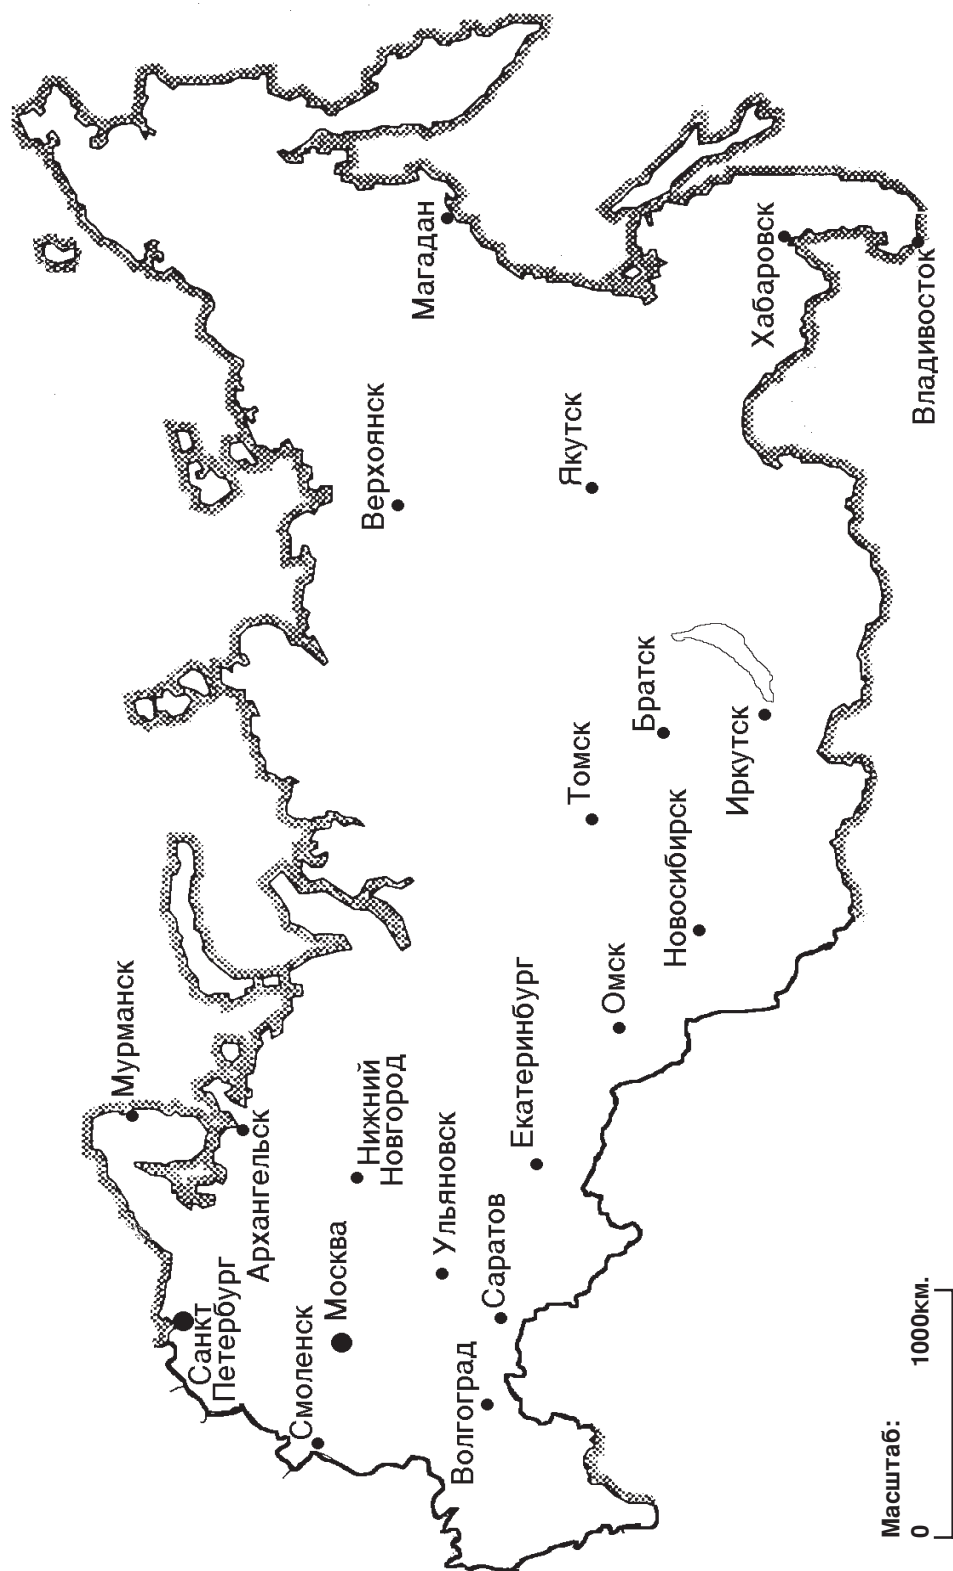 Мурманск
Архангельск
Санкт
Петербург
Нижний
Новгород
Москва
Смоленск
Ульяновск
Саратов
Волгоград
Екатеринбург
Омск
Новосибирск
Томск
Братск
Иркутск
Верхоянск
Якутск
Магадан
Хабаровск
Владивосток
Масштаб:
0 1000км.